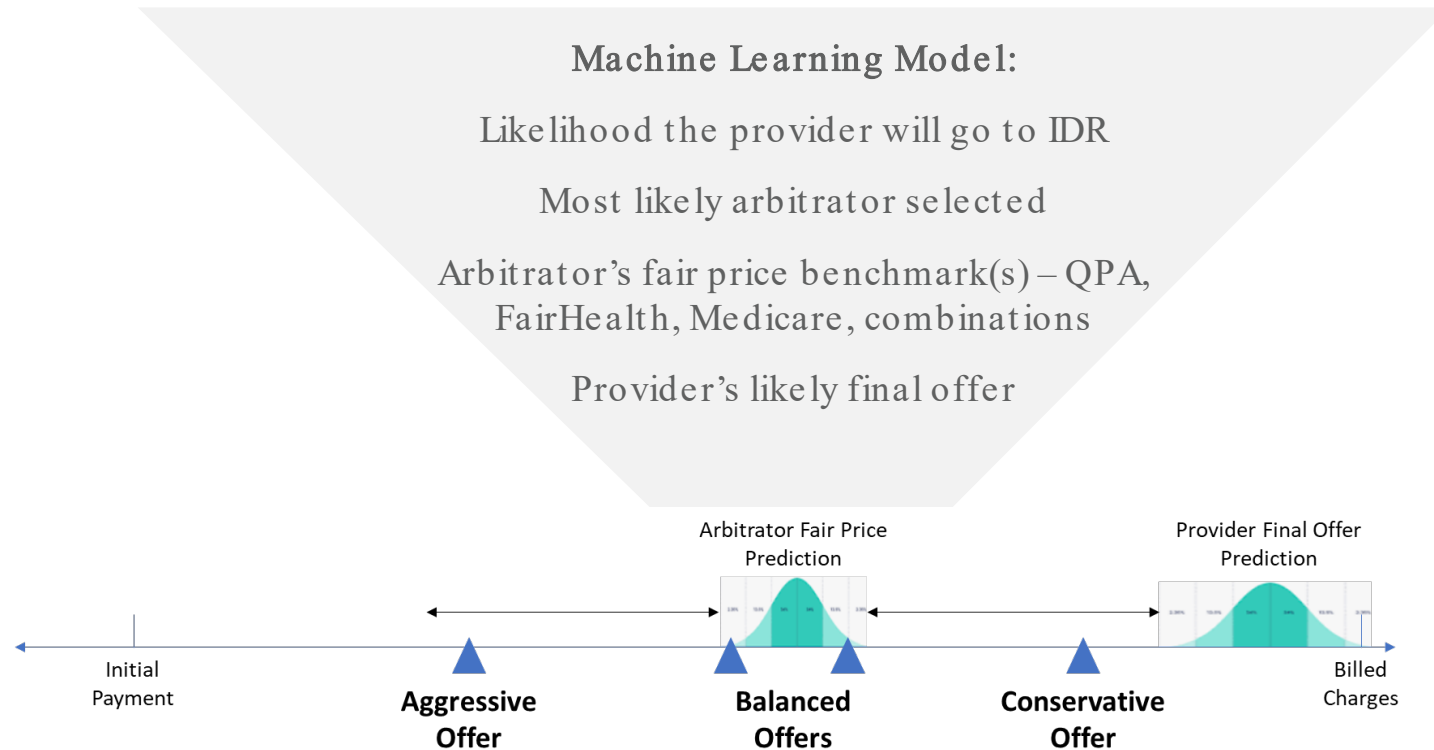 Machine Learning Model:
Likelihood the provider will go to IDR
Most likely arbitrator selected
Arbitrator’s fair price benchmark(s) – QPA,
FairHealth, Medicare, combinations
Provider’s likely final offer
Arbitrator Fair Price
Prediction
Provider Final Offer
Prediction
Initial
Payment
Billed
Charges
Aggressive
Offer
Balanced
Offers
Conservative
Offer